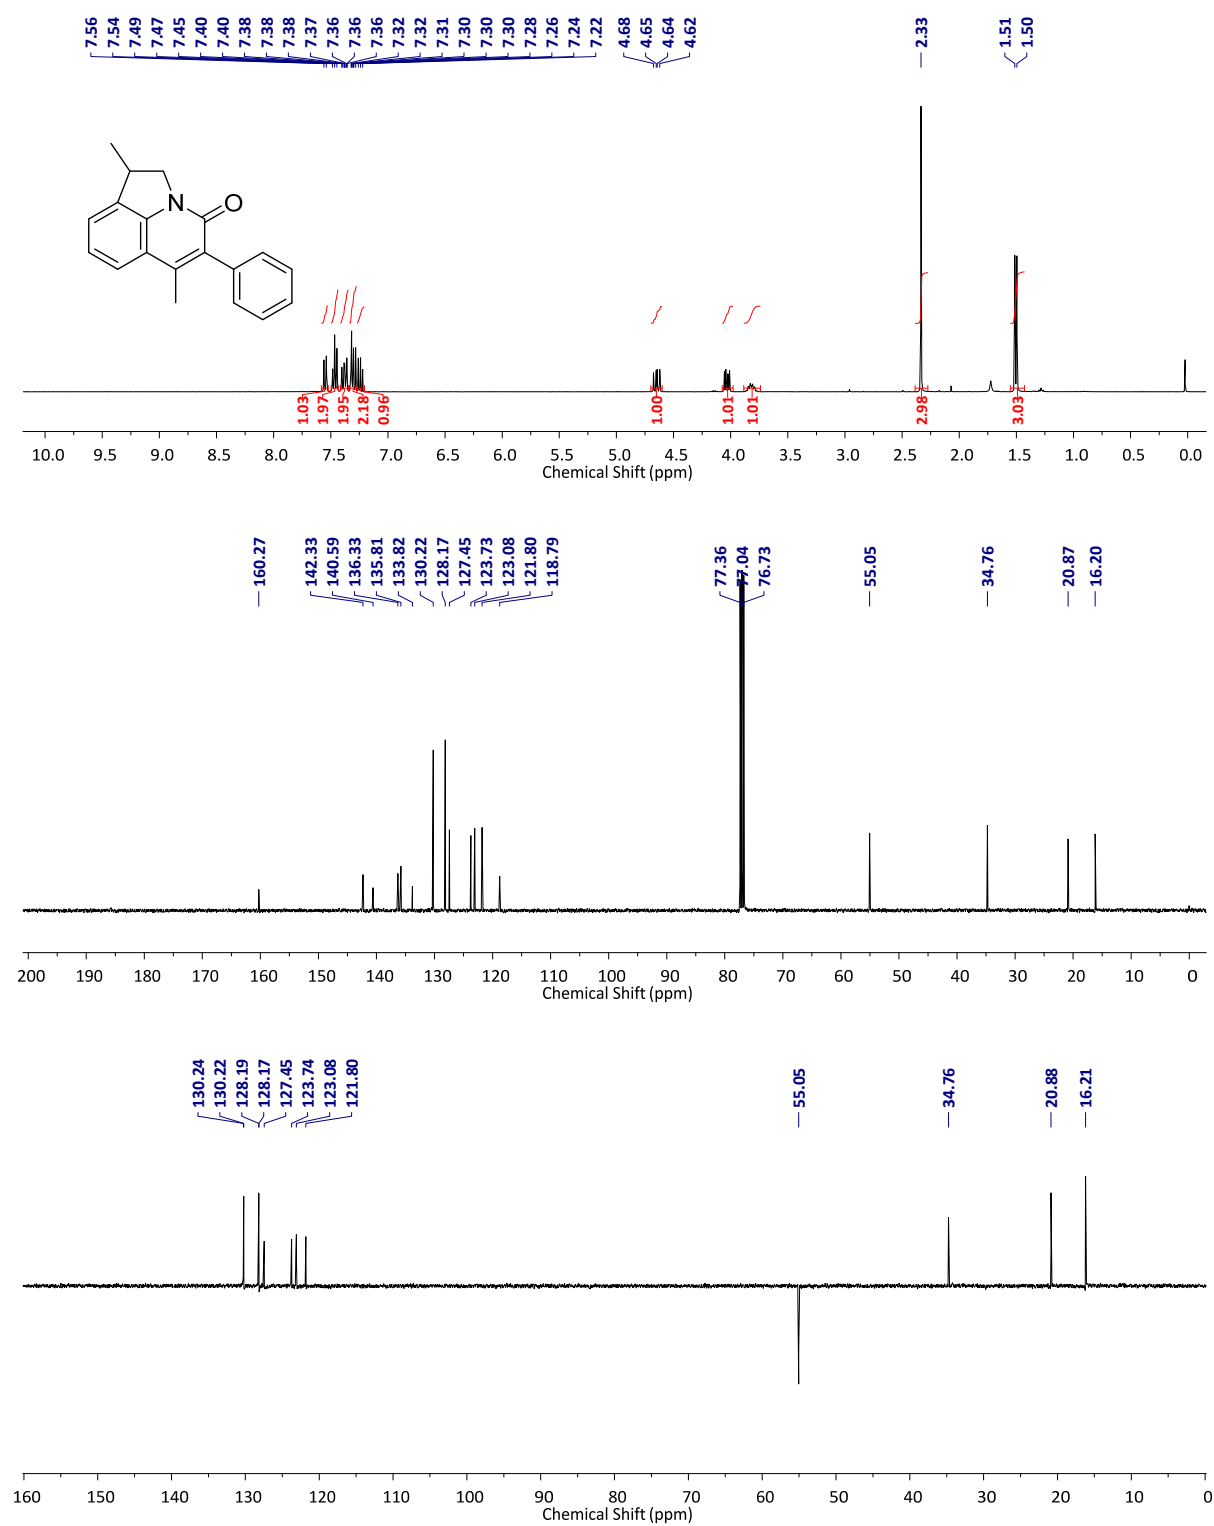 7.56 7.54 7.49 7.47 7.45 7.40 7.40 7.38 7.38 7.38 7.37 7.36 7.36 7.36 7.32 7.32 7.31 7.30 7.30 7.30 7.28 7.26 7.24 7.22 4.68 4.65 4.64 4.62 2.33 1.51 1.50
N O
1.03 1.97 1.95 2.18 0.96 1.00 1.01 1.01 2.98 3.03
10.0 9.5 9.0 8.5 8.0 7.5 7.0 6.5 6.0 5.5 5.0 4.5 4.0 3.5 3.0 2.5 2.0 1.5 1.0 0.5 0.0
Chemical Shift (ppm)
160.27 142.33 140.59 136.33 135.81 133.82 130.22 128.17 127.45 123.73 123.08 121.80 118.79 77.36 77.04 76.73 55.05 34.76 20.87 16.20
200 190 180 170 160 150 140 130 120 110 100 90 80 70 60 50 40 30 20 10 0
Chemical Shift (ppm)
130.24 130.22 128.19 128.17 127.45 123.74 123.08 121.80 55.05 34.76 20.88 16.21
160 150 140 130 120 110 100 90 80 70 60 50 40 30 20 10 0
Chemical Shift (ppm)